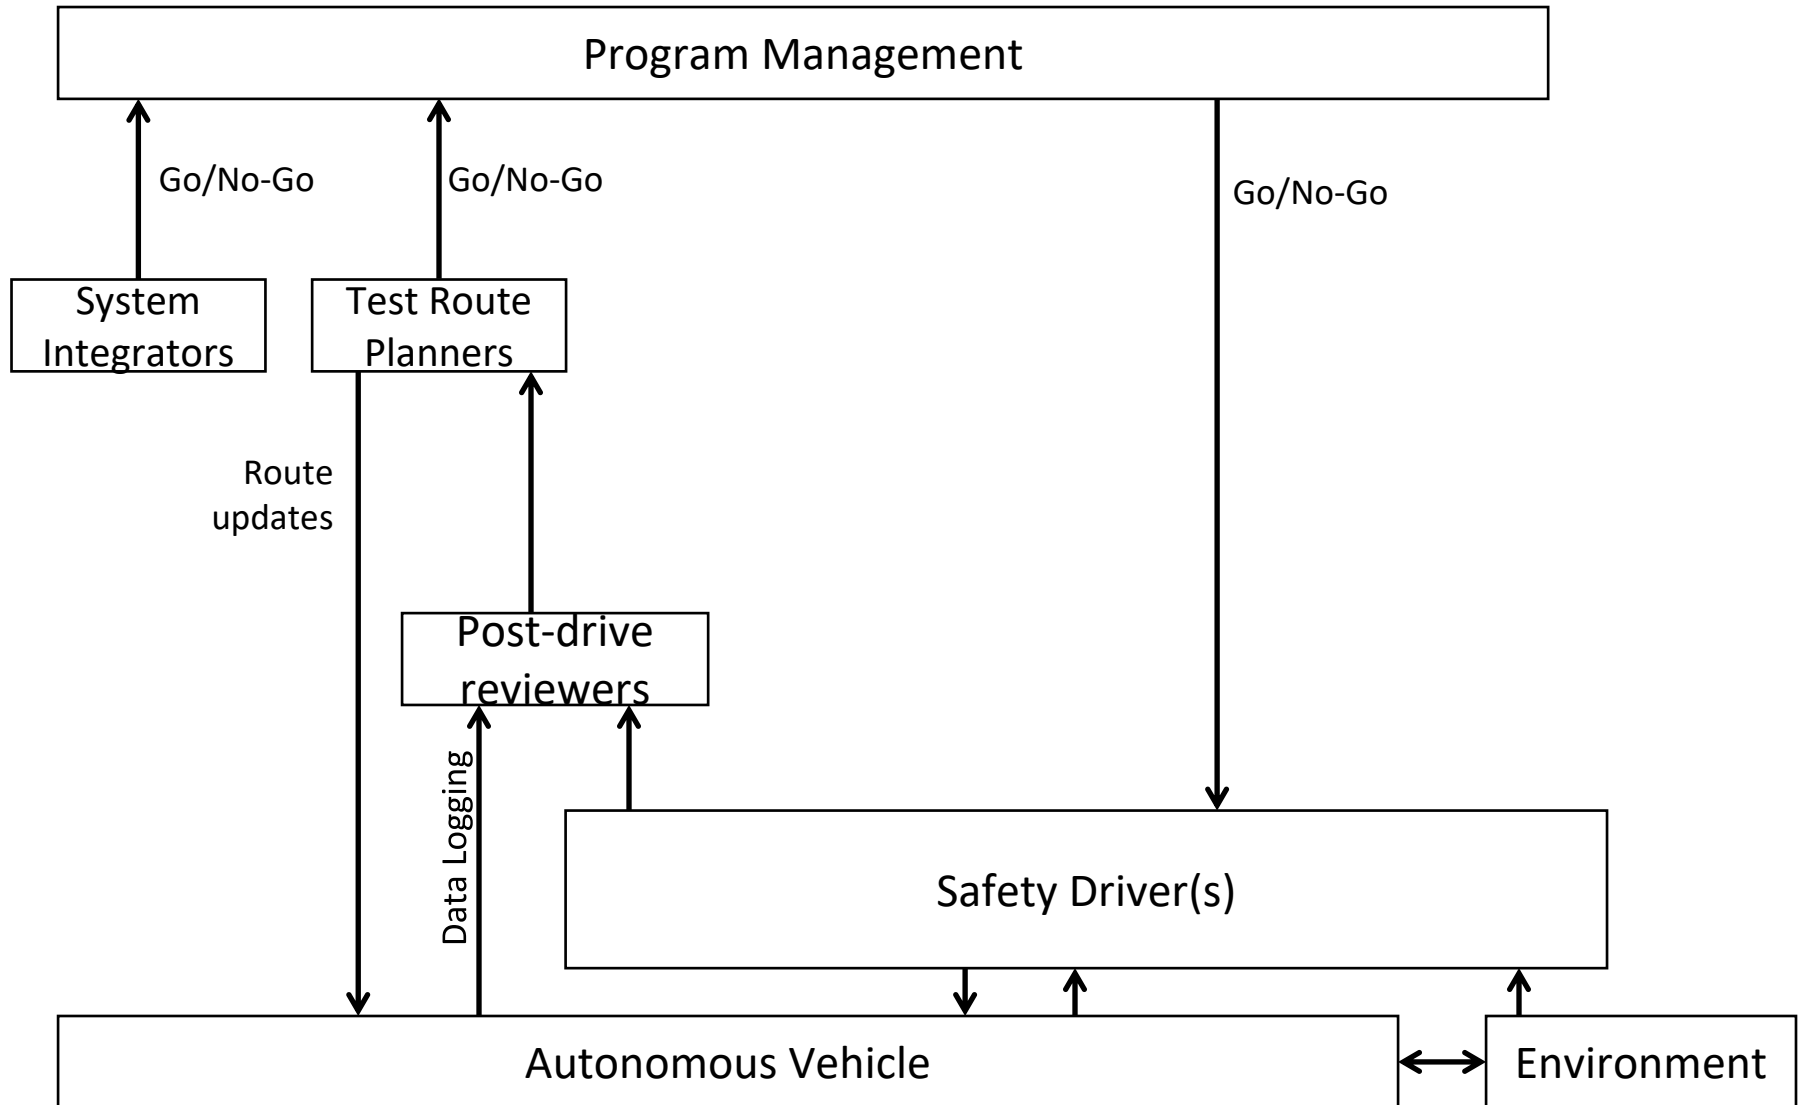 Program Management
Go/No-Go
Go/No-Go
Go/No-Go
System
Integrators
Test Route
Planners
Route
updates
Post-drive
reviewers
Data Logging
Safety Driver(s)
Autonomous Vehicle
Environment